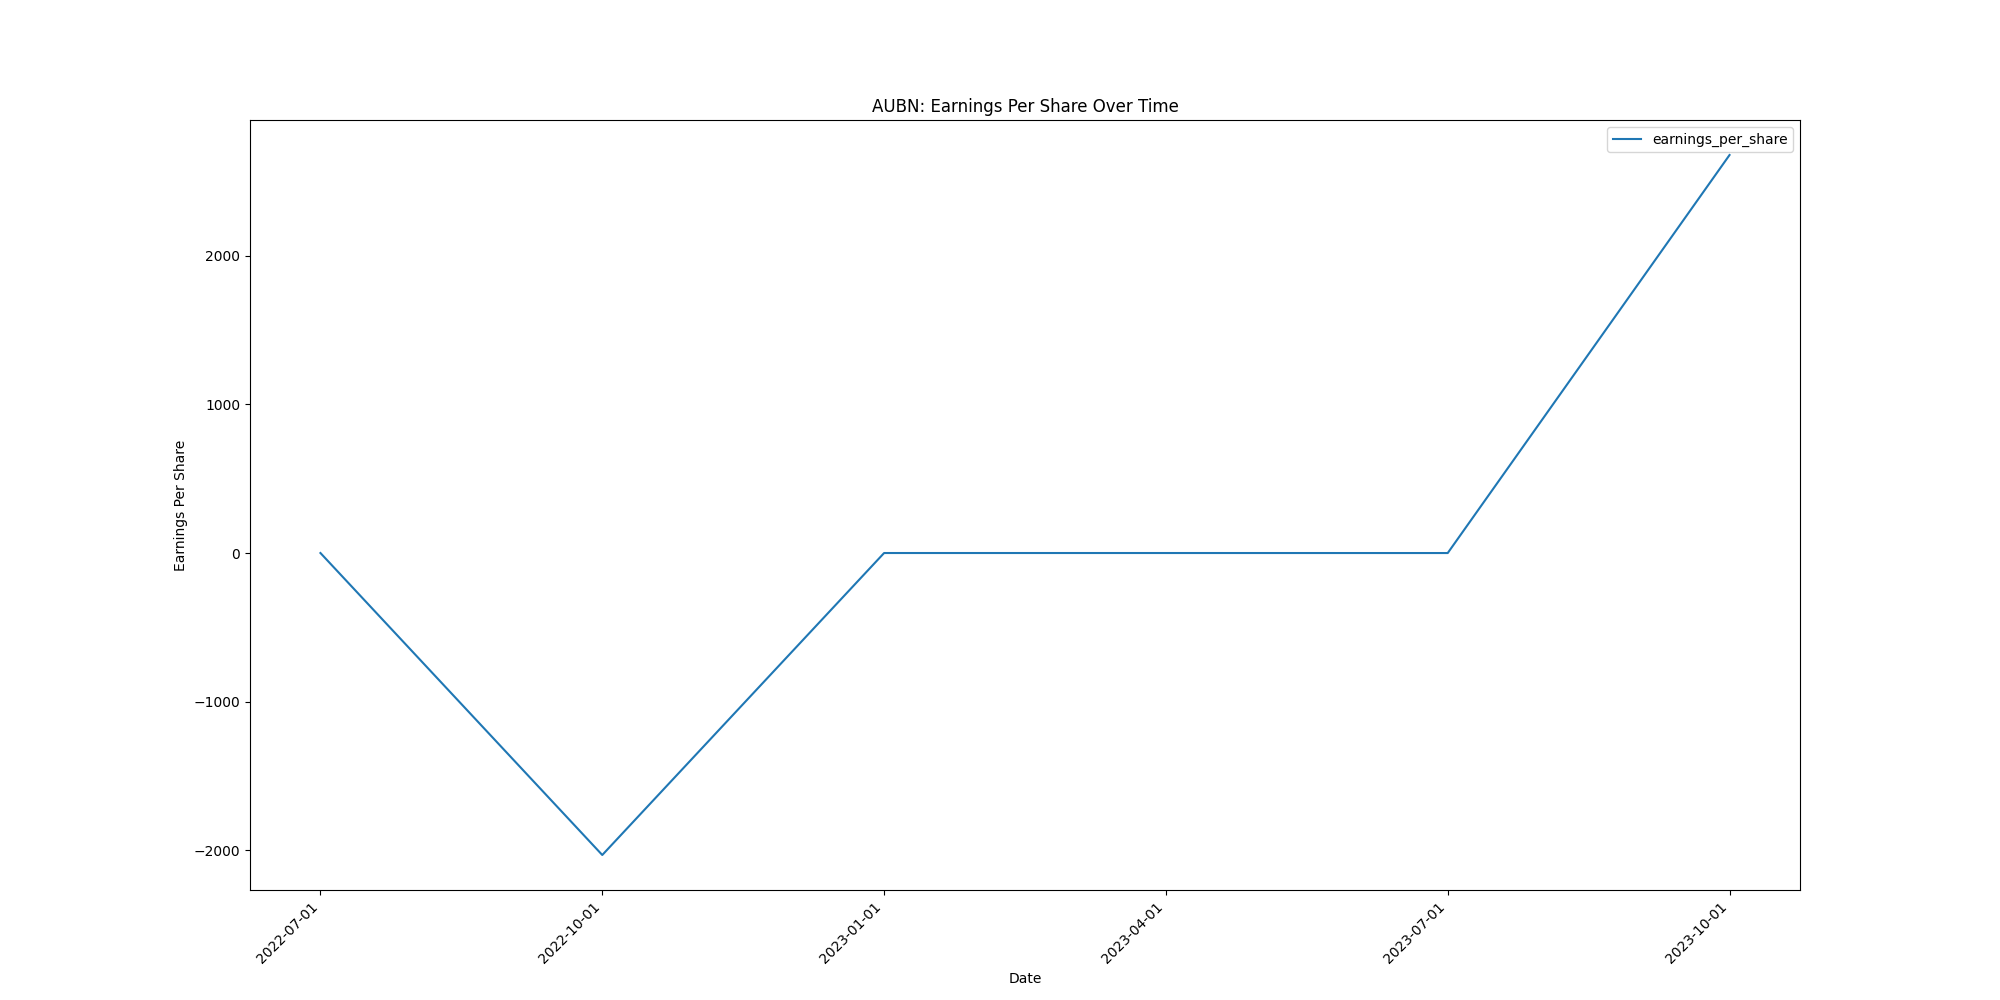 AUBN: Earnings Per Share Over Time
earnings_per_share
Earnings Per Share
2000
1000
0
−1000
−2000
2022-07-01
2022-10-01
2023-01-01
2023-04-01
2023-07-01
2023-10-01
Date